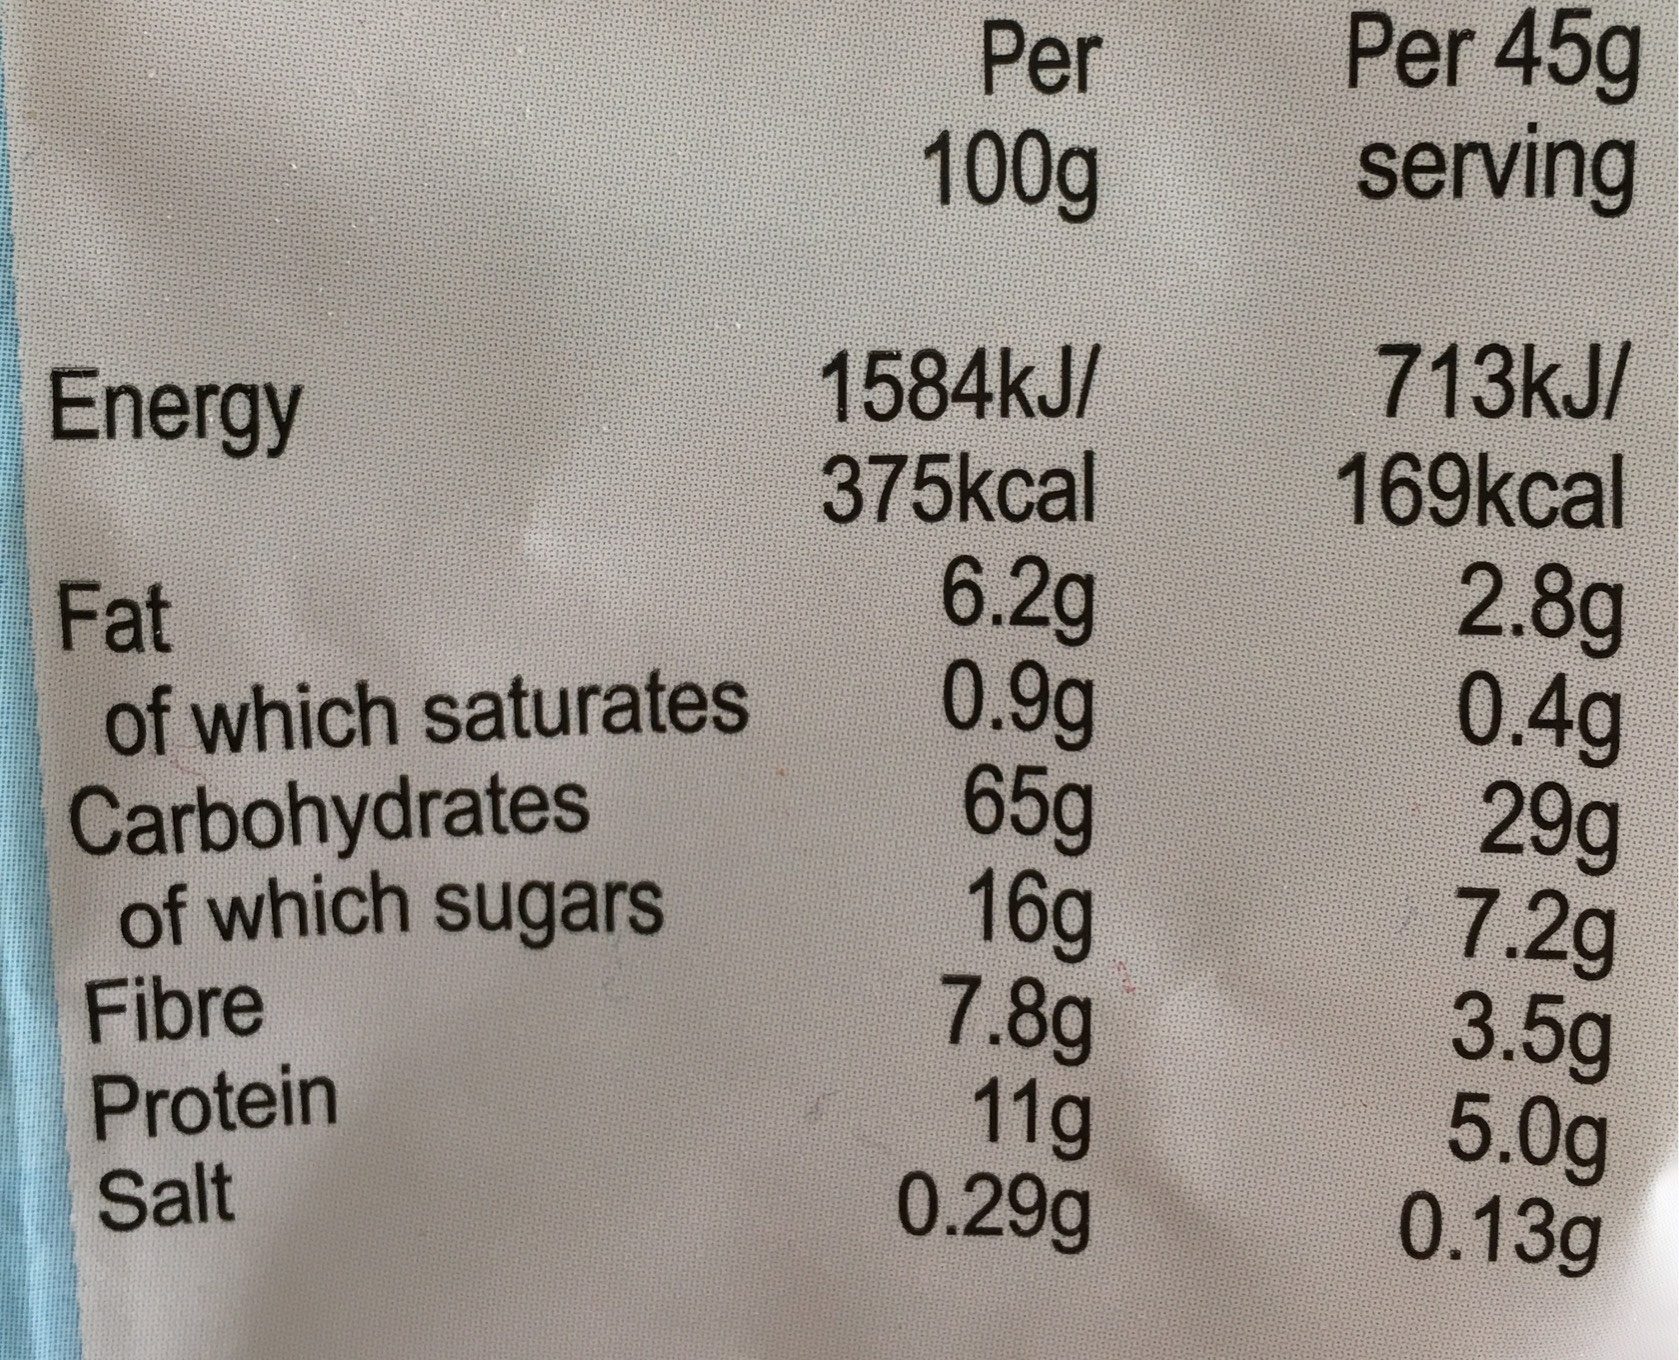 Per Per 45g
100g serving
Energy 1584kJ/ 713kJ/
375kcal 169kcal
Fat 6.2g 2.8g
of which saturates 0.9g 0.4g
Carbohydrates 65g 29g
of which sugars 16g 7.2g
Fibre 7.8g 3.5g
Protein 11g 5.0g
Salt 0.29g 0.13g